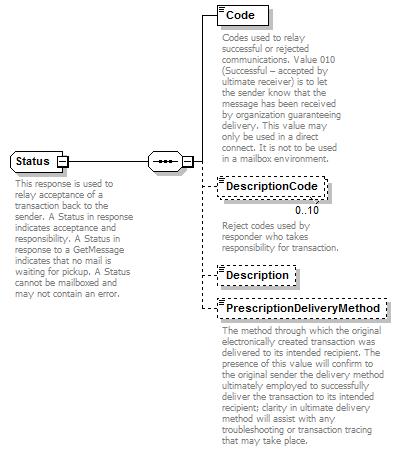 Code
Codes used to relay
successful or rejected
communications. Value 010
(Successful – accepted by
ultimate receiver) is to let
the sender know that the
message has been received
by organization guaranteeing
delivery. This value may
only be used in a direct
connect. It is not to be used
in a mailbox environment.
Status
This response is used to
relay acceptance of a
transaction back to the
sender. A Status in response
indicates acceptance and
responsibility. A Status in
response to a GetMessage
indicates that no mail is
waiting for pickup. A Status
cannot be mailboxed and
may not contain an error.
DescriptionCode
0..10
Reject codes used by
responder who takes
responsibility for transaction.
Description
PrescriptionDeliveryMethod
The method through which the original
electronically created transaction was
delivered to its intended recipient. The
presence of this value will confirm to
the original sender the delivery method
ultimately employed to successfully
deliver the transaction to its intended
recipient; clarity in ultimate delivery
method will assist with any
troubleshooting or transaction tracing
that may take place.